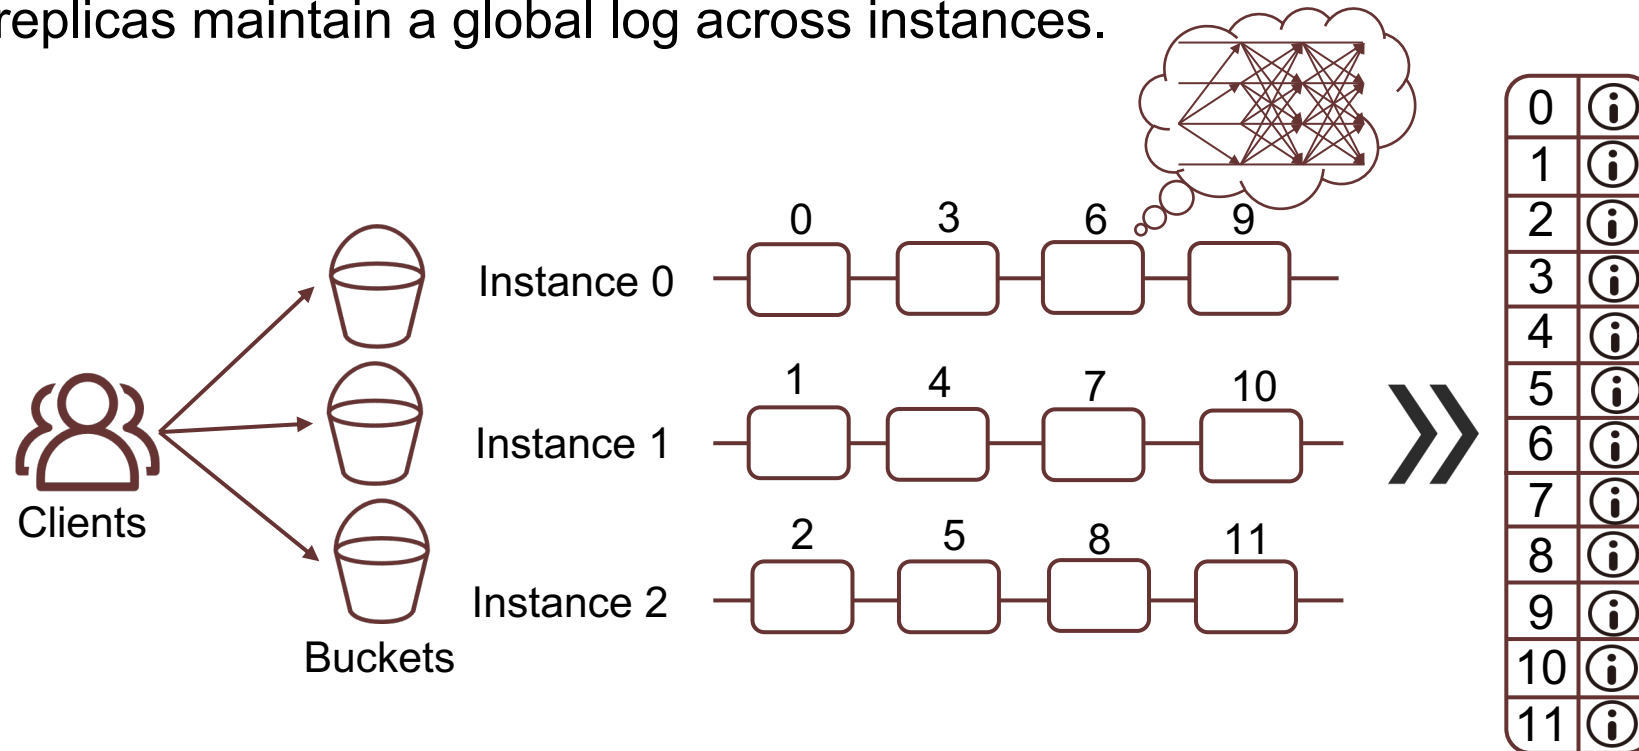 replicas maintain a global log across instances.
0 3 6 9
Instance 0
1 4 7 10
Instance 1
2 5 8 11
Instance 2
Clients
Buckets
0 i
1 i
2 i
3 i
4 i
5 i
6 i
7 i
8 i
9 i
10 i
11 i